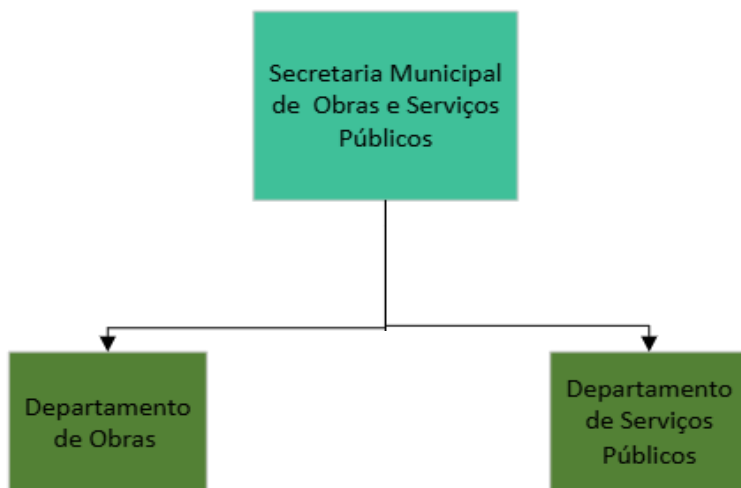 Secretaria Municipal
de Obras e Serviços
Públicos
Departamento
de Obras
Departamento
de Serviços
Públicos